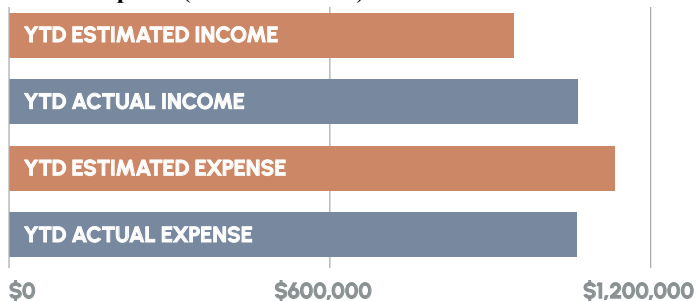 YTD ESTIMATED INCOME
YTD ACTUAL INCOME
YTD ESTIMATED EXPENSE
YTD ACTUAL EXPENSE
$0 $600,000 $1,200,000